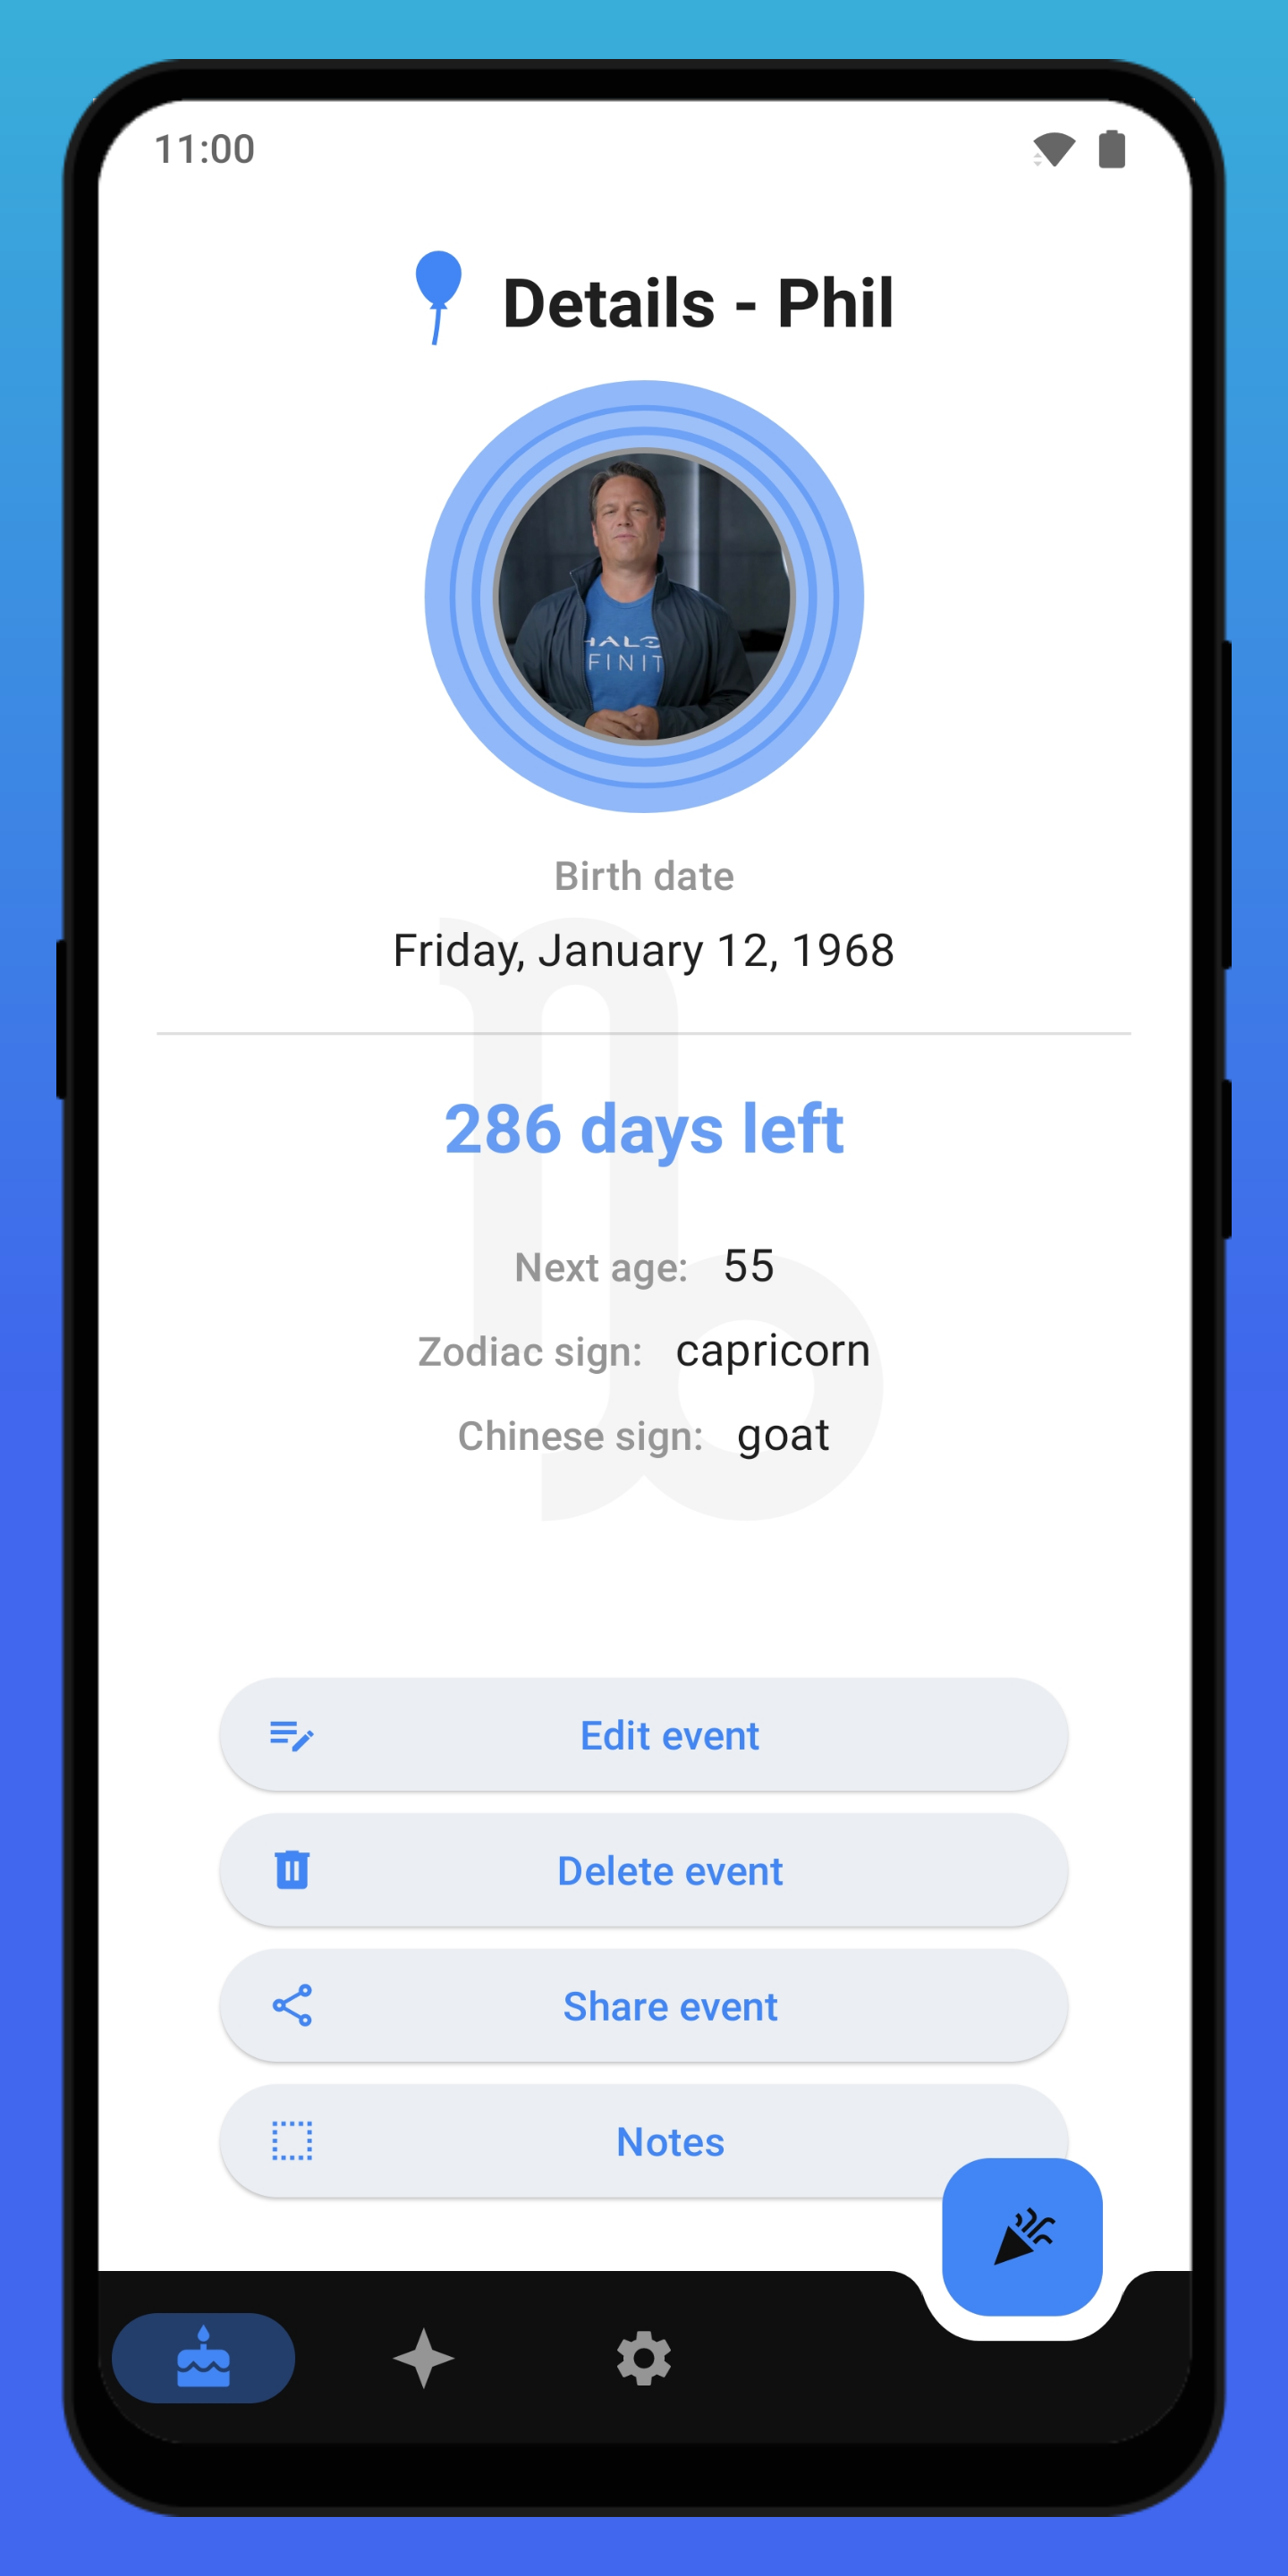 11:00
Details - Phil
HALO
FINIT
Birth date
Friday, January 12, 1968
286 days left
Next age: 55
Zodiac sign: capricorn
Chinese sign: goat
Edit event
Delete event
Share event
Notes